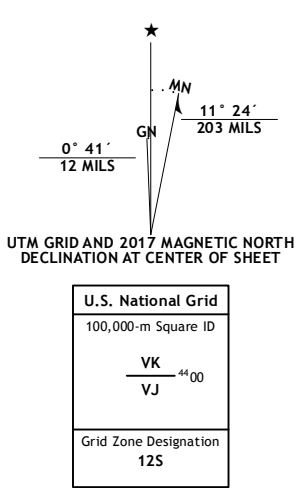 ★
MN
11° 24´
203 MILS
GN
0° 41´
12 MILS
UTM GRID AND 2017 MAGNETIC NORTH
DECLINATION AT CENTER OF SHEET
U.S. National Grid
100,000-m Square ID
VK
4400
VJ
Grid Zone Designation
12S